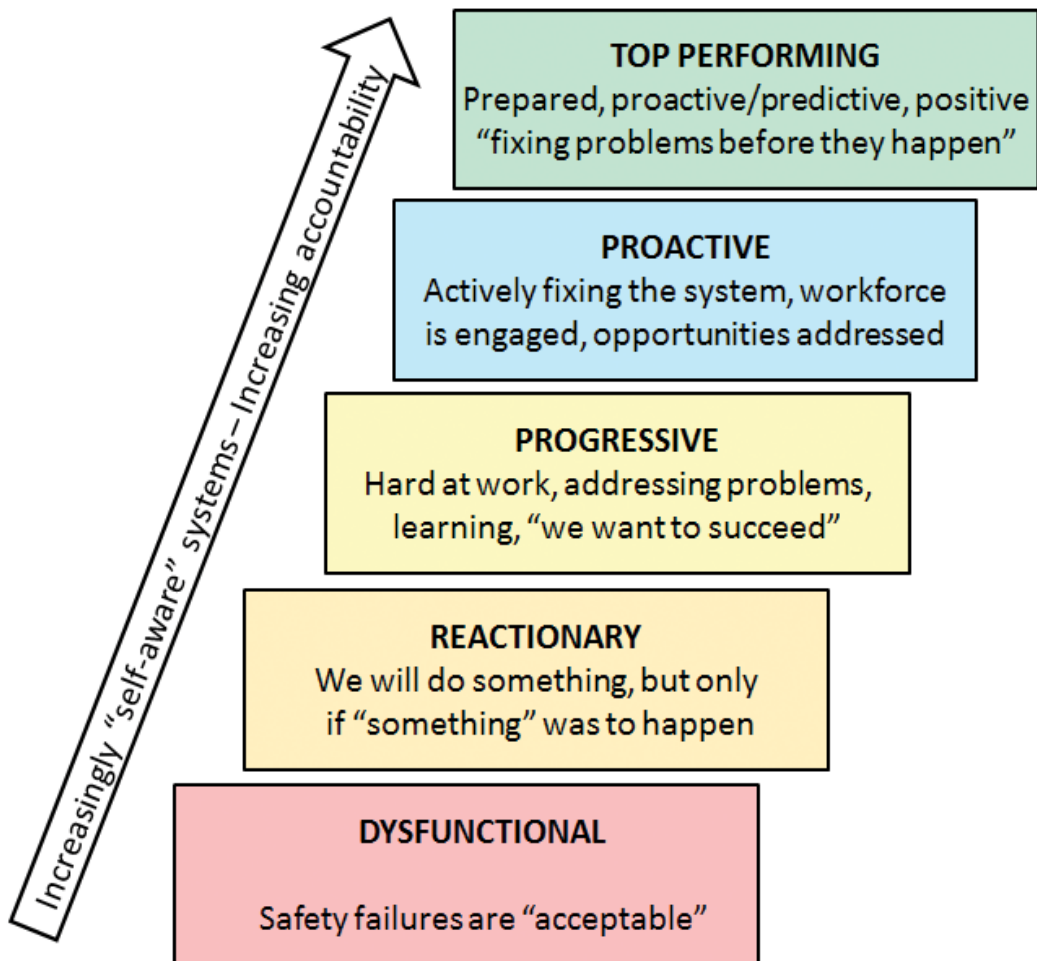 Increasingly “self-aware” systems – Increasing accountability
TOP PERFORMING
Prepared, proactive/predictive, positive
“fixing problems before they happen”
PROACTIVE
Actively fixing the system, workforce
is engaged, opportunities addressed
PROGRESSIVE
Hard at work, addressing problems,
learning, “we want to succeed”
REACTIONARY
We will do something, but only
if “something” was to happen
DYSFUNCTIONAL
Safety failures are “acceptable”